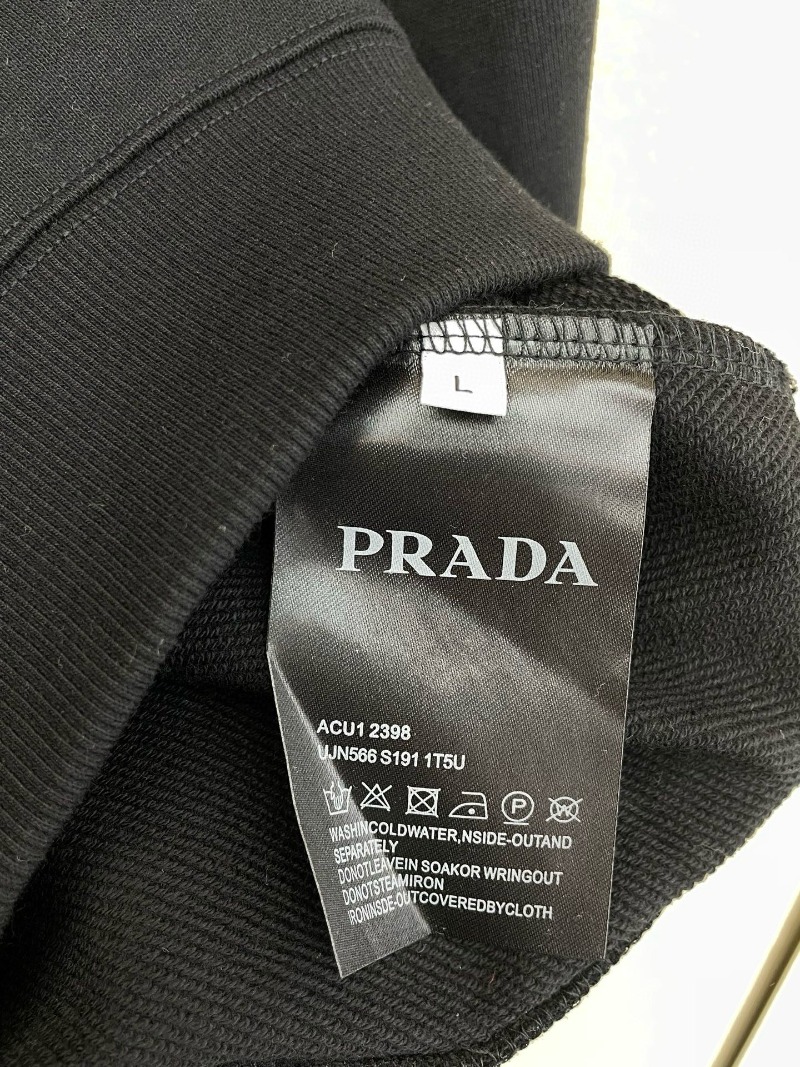 L
PRADA
ACU1 2398
UJN566 S191 1T5U
P
W
WASHINCOLDWATER,NSIDE-OUTAND
SEPARATELY
DONOTLEAVEIN SOAKOR WRINGOUT
DONOTSTEAMIRON
IRONINSDE-OUTCOVEREDBYCLOTH